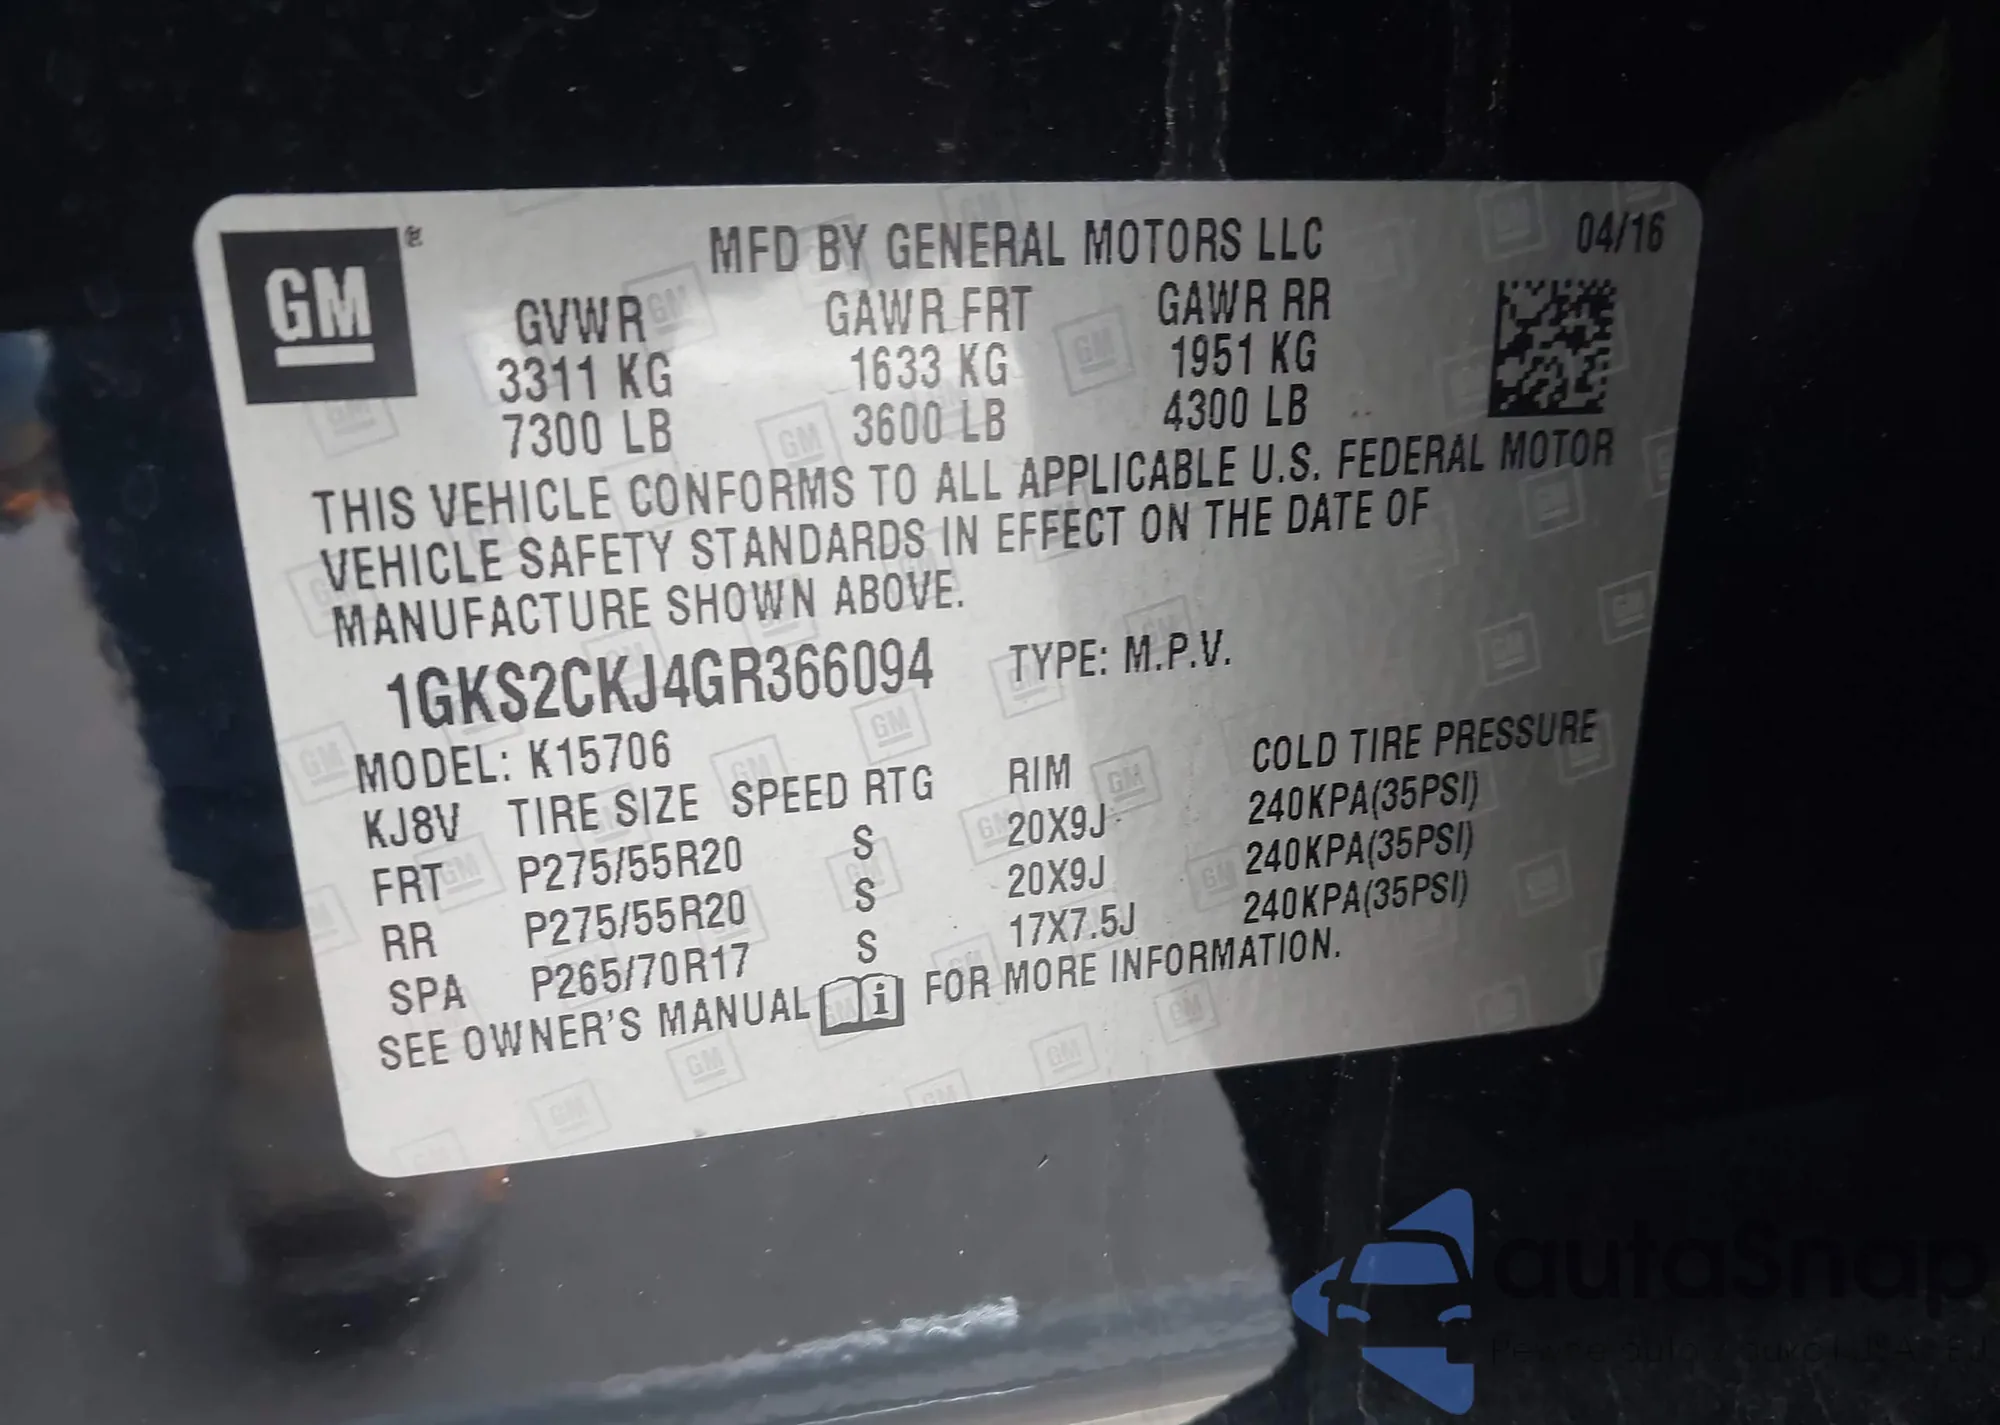 GM
MFD BY GENERAL MOTORS LLC 04/16
GVWR GAWR FRT GAWR RR
3311 KG 1633 KG 1951 KG
7300 LB 3600 LB 4300 LB
THIS VEHICLE CONFORMS TO ALL APPLICABLE U.S. FEDERAL MOTOR
VEHICLE SAFETY STANDARDS IN EFFECT ON THE DATE OF
MANUFACTURE SHOWN ABOVE.
1GKS2CKJ4GR366094 TYPE: M.P.V.
MODEL: K15706
KJ8V TIRE SIZE SPEED RTG RIM COLD TIRE PRESSURE
FRT P275/55R20 S 20X9J 240KPA(35PSI)
RR P275/55R20 S 20X9J 240KPA(35PSI)
SPA P265/70R17 S 17X7.5J 240KPA(35PSI)
SEE OWNER'S MANUAL i FOR MORE INFORMATION.
autoSnap